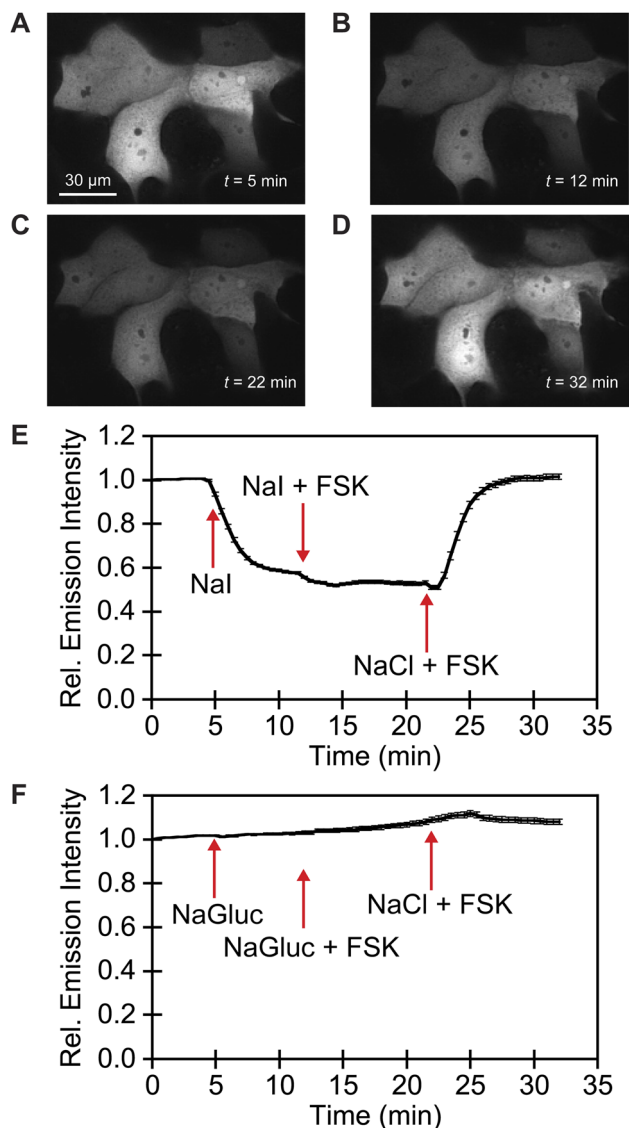 A
30 µm
t = 5 min
B
t = 12 min
C
t = 22 min
D
t = 32 min
E
Rel. Emission Intensity
1.2
1.0
0.8
0.6
0.4
0.2
0.0
NaI + FSK
NaI
NaCl + FSK
0 5 10 15 20 25 30 35
Time (min)
F
Rel. Emission Intensity
1.2
1.0
0.8
0.6
0.4
0.2
0.0
NaGluc
NaGluc + FSK
NaCl + FSK
0 5 10 15 20 25 30 35
Time (min)